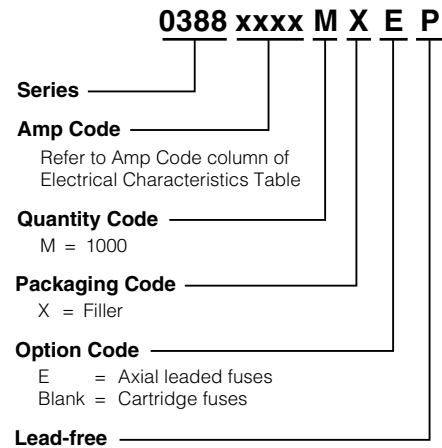 0388 xxxx M X E P
Series
Amp Code
Refer to Amp Code column of
Electrical Characteristics Table
Quantity Code
M = 1000
Packaging Code
X = Filler
Option Code
E = Axial leaded fuses
Blank = Cartridge fuses
Lead-free